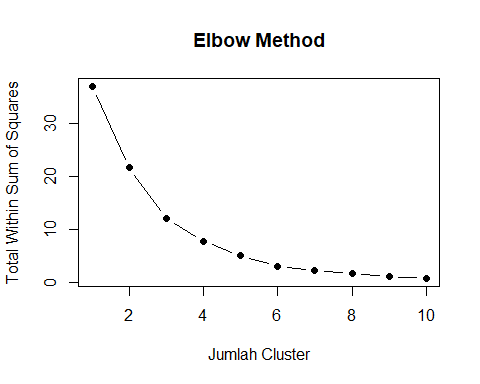 Elbow Method
Total Within Sum of Squares
30
20
10
0
2 4 6 8 10
Jumlah Cluster